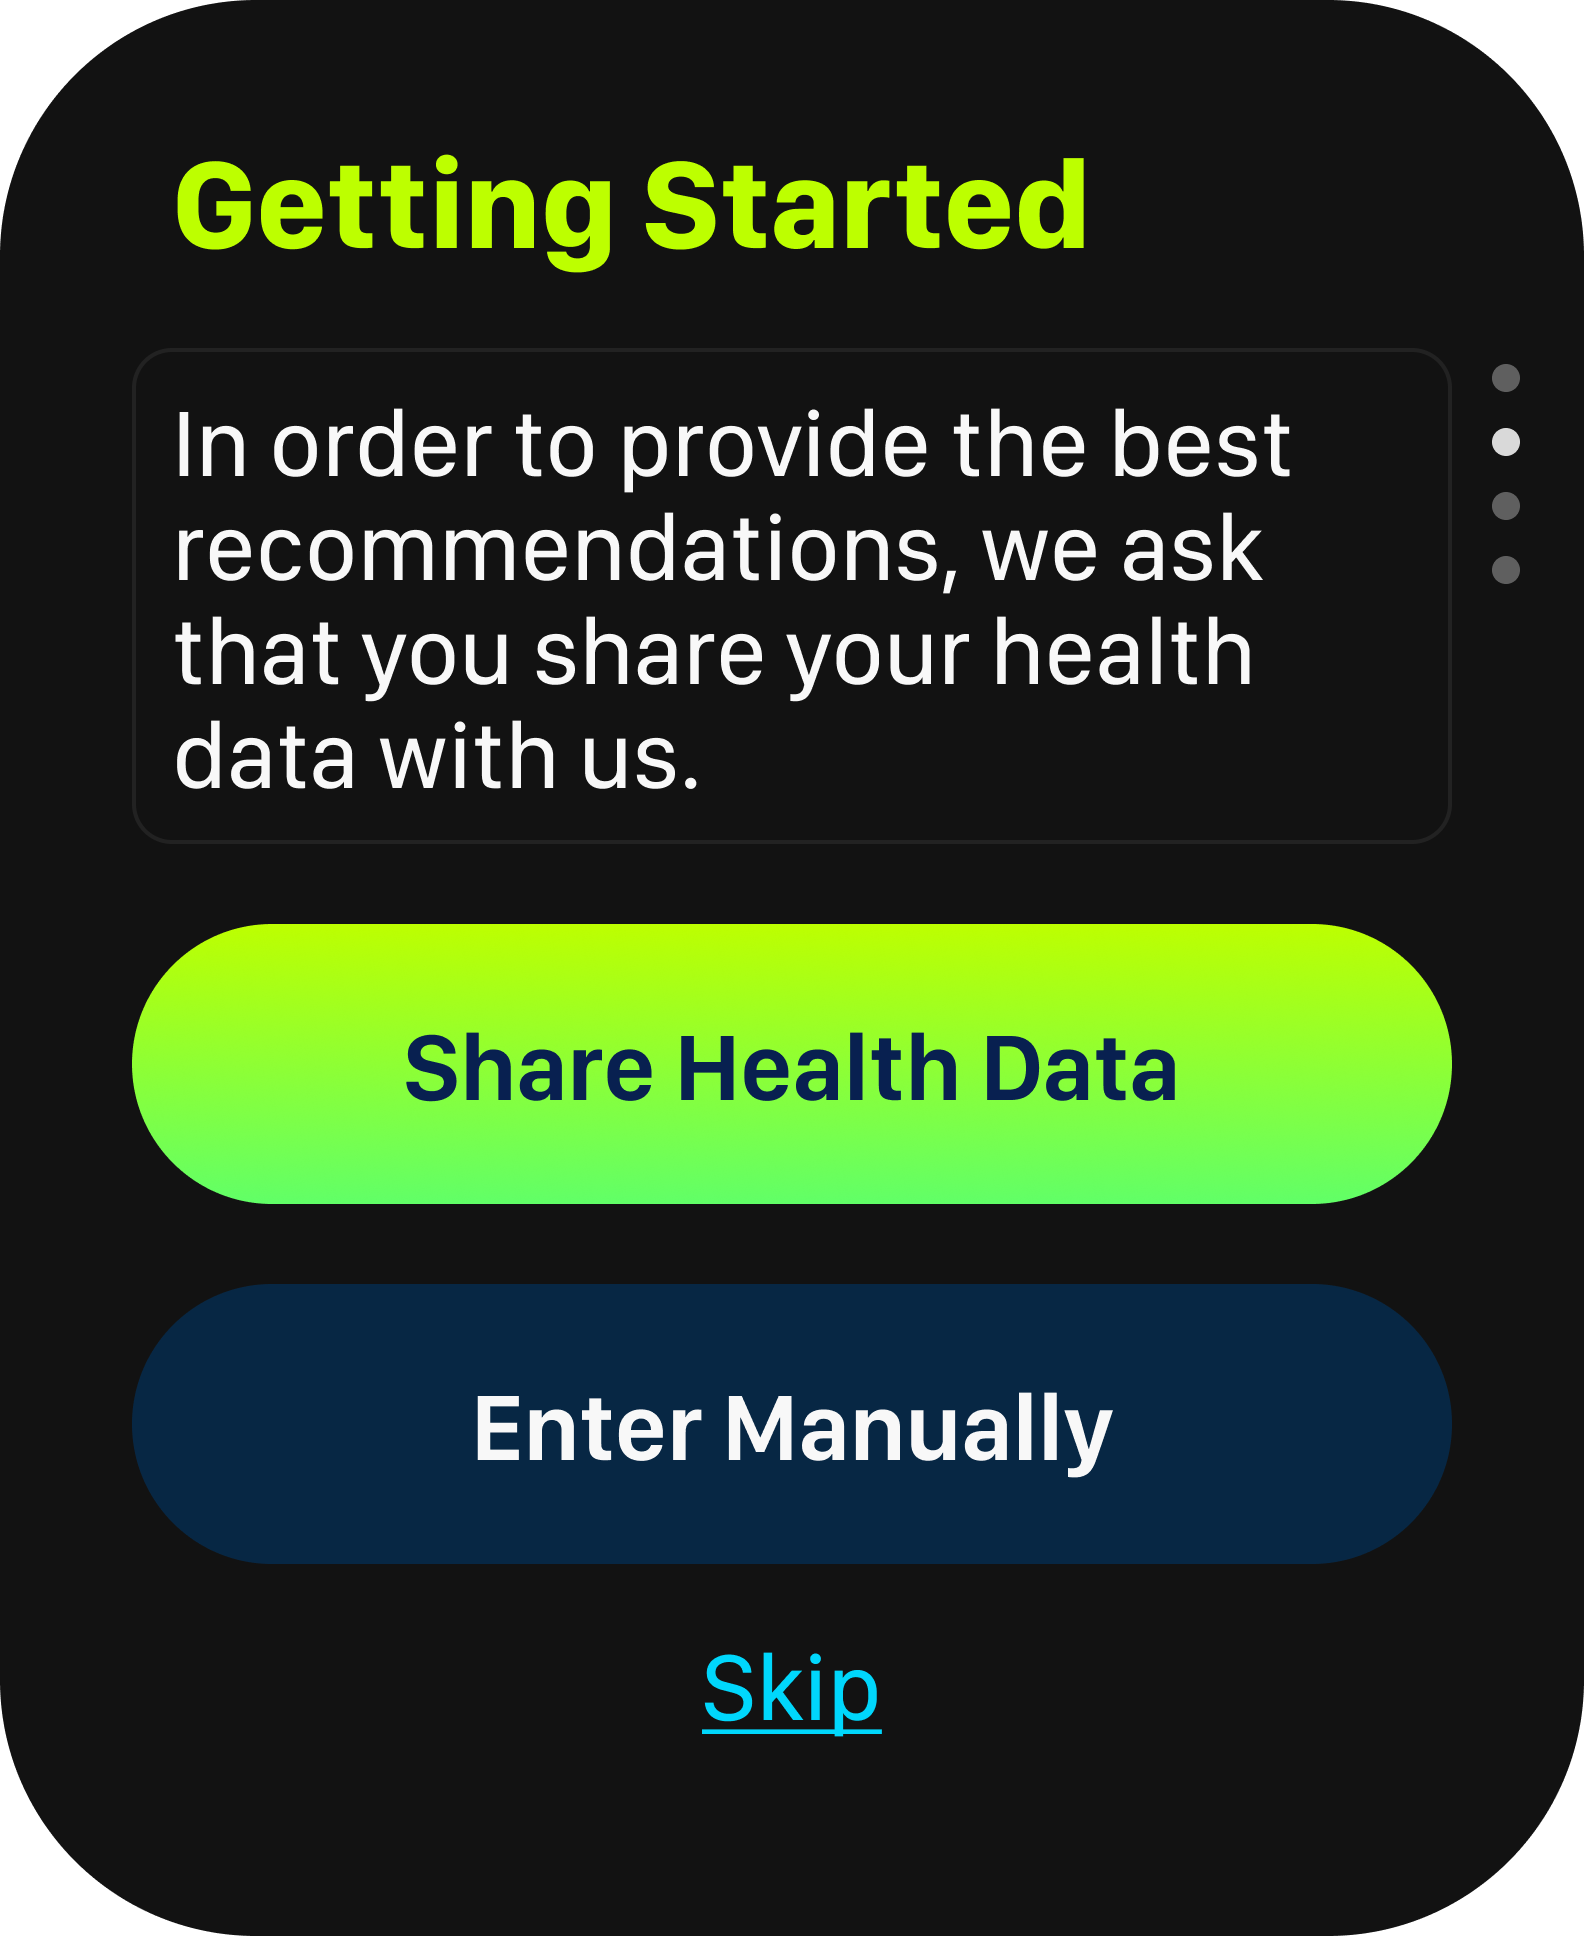 Getting Started
In order to provide the best
recommendations, we ask
that you share your health
data with us.
Share Health Data
Enter Manually
Skip